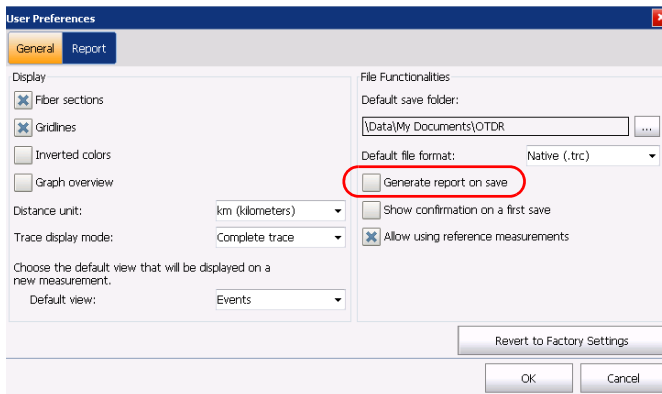 User Preferences
General Report
Display
Fiber sections
Gridlines
Inverted colors
Graph overview
Distance unit: km (kilometers)
Trace display mode: Complete trace
Choose the default view that will be displayed on a
new measurement.
Default view: Events
File Functionalities
Default save folder:
\Data\My Documents\OTDR ...
Default file format: Native (.trc)
Generate report on save
Show confirmation on a first save
Allow using reference measurements
Revert to Factory Settings
OK Cancel